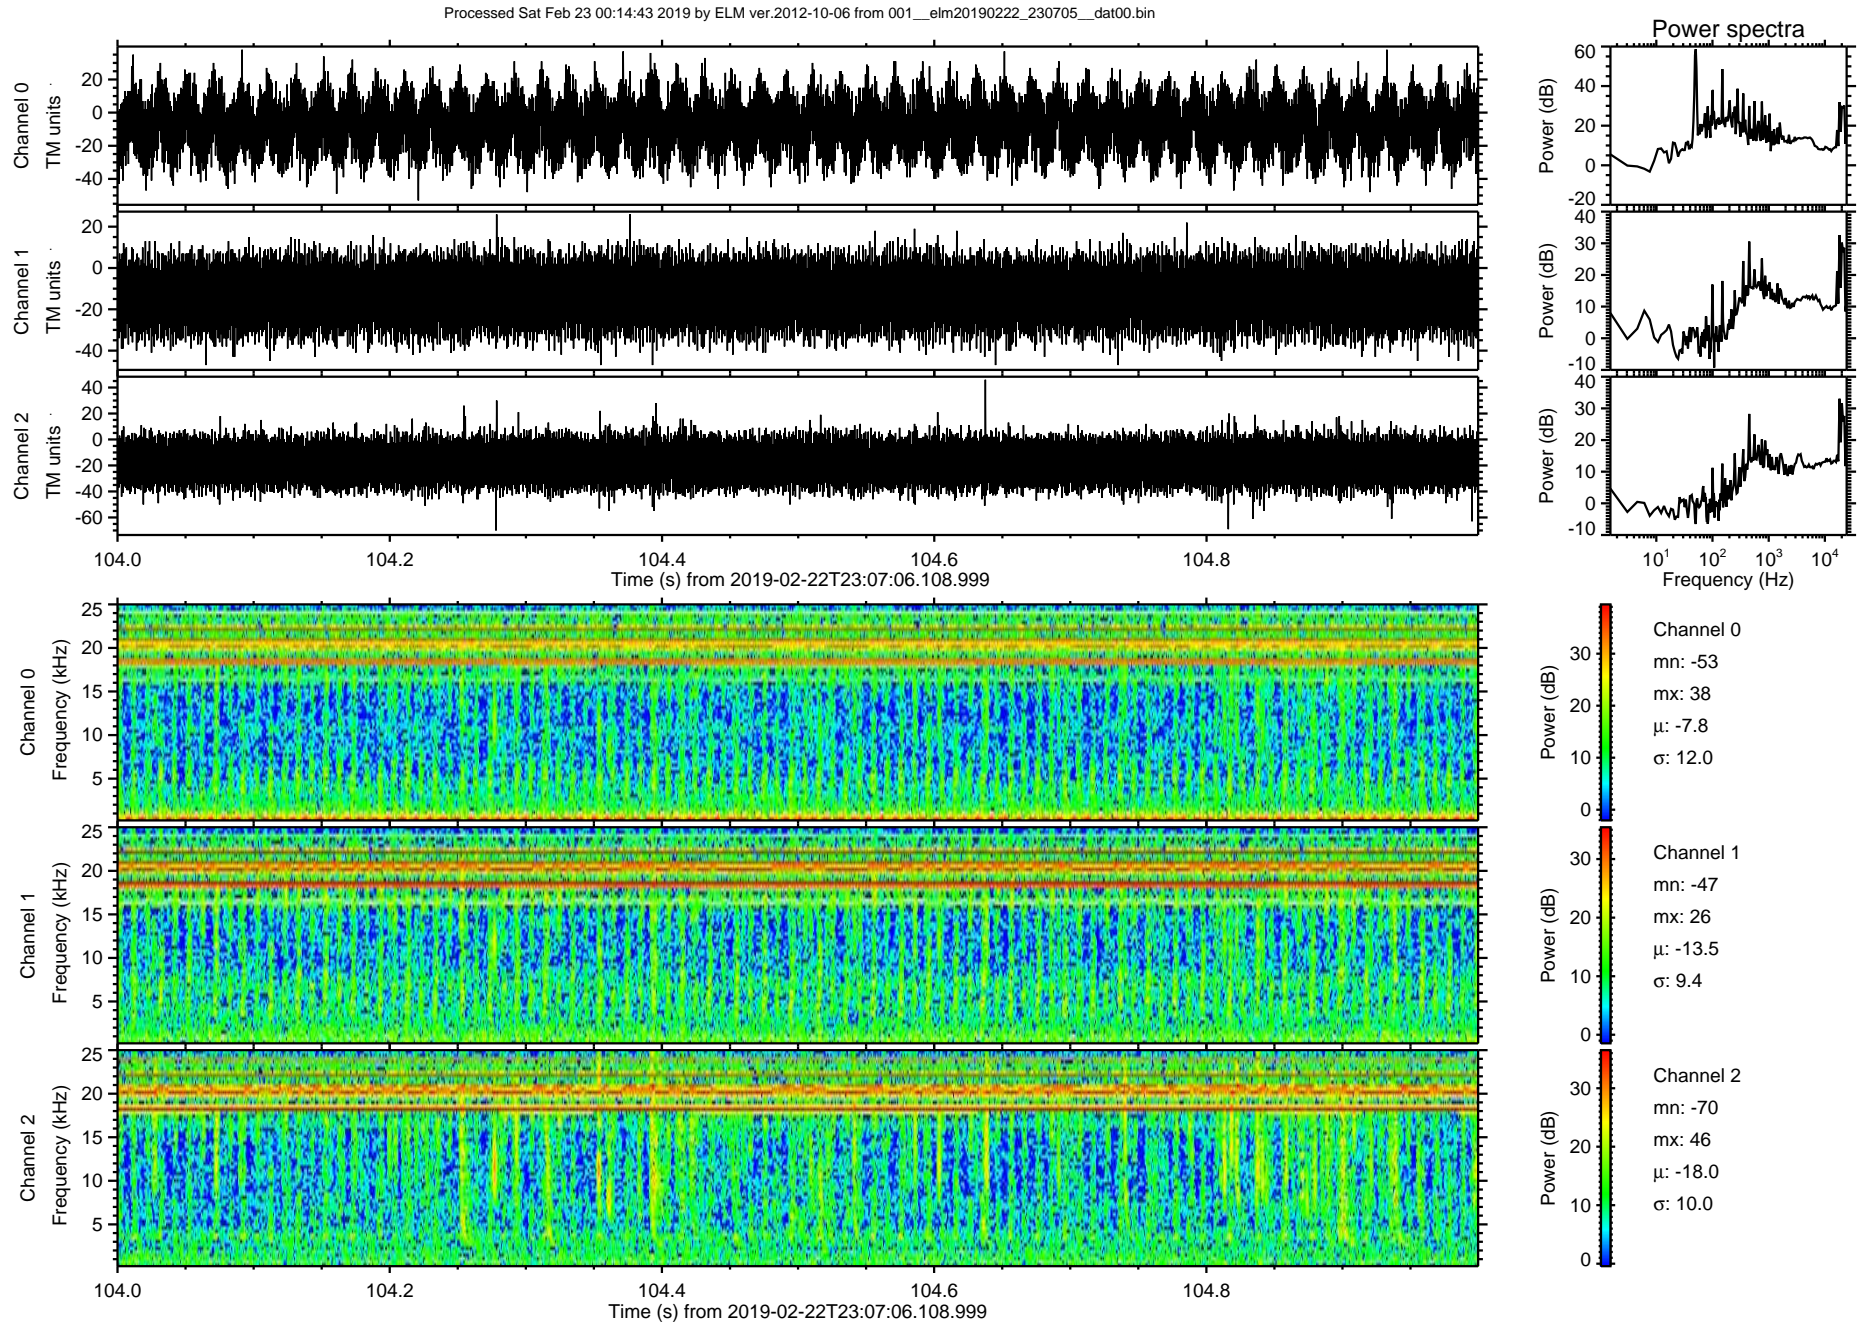 Processed Sat Feb 23 00:14:43 2019 by ELM ver.2012-10-06 from 001__elm20190222_230705__dat00.bin
Power spectra
Channel 0
TM units
20
0
-20
-40
Power (dB)
60
40
20
0
-20
Channel 1
TM units
20
0
-20
-40
Power (dB)
40
30
20
10
0
-10
Channel 2
TM units
40
20
0
-20
-40
-60
Power (dB)
40
30
20
10
0
-10
104.0 104.2 104.4 104.6 104.8
Time (s) from 2019-02-22T23:07:06.108.999
10^1 10^2 10^3 10^4
Frequency (Hz)
Channel 0
Frequency (kHz)
25
20
15
10
5
Power (dB)
30
20
10
0
Channel 0
mn: -53
mx: 38
μ: -7.8
σ: 12.0
Channel 1
Frequency (kHz)
25
20
15
10
5
Power (dB)
30
20
10
0
Channel 1
mn: -47
mx: 26
μ: -13.5
σ: 9.4
Channel 2
Frequency (kHz)
25
20
15
10
5
Power (dB)
30
20
10
0
Channel 2
mn: -70
mx: 46
μ: -18.0
σ: 10.0
104.0 104.2 104.4 104.6 104.8
Time (s) from 2019-02-22T23:07:06.108.999